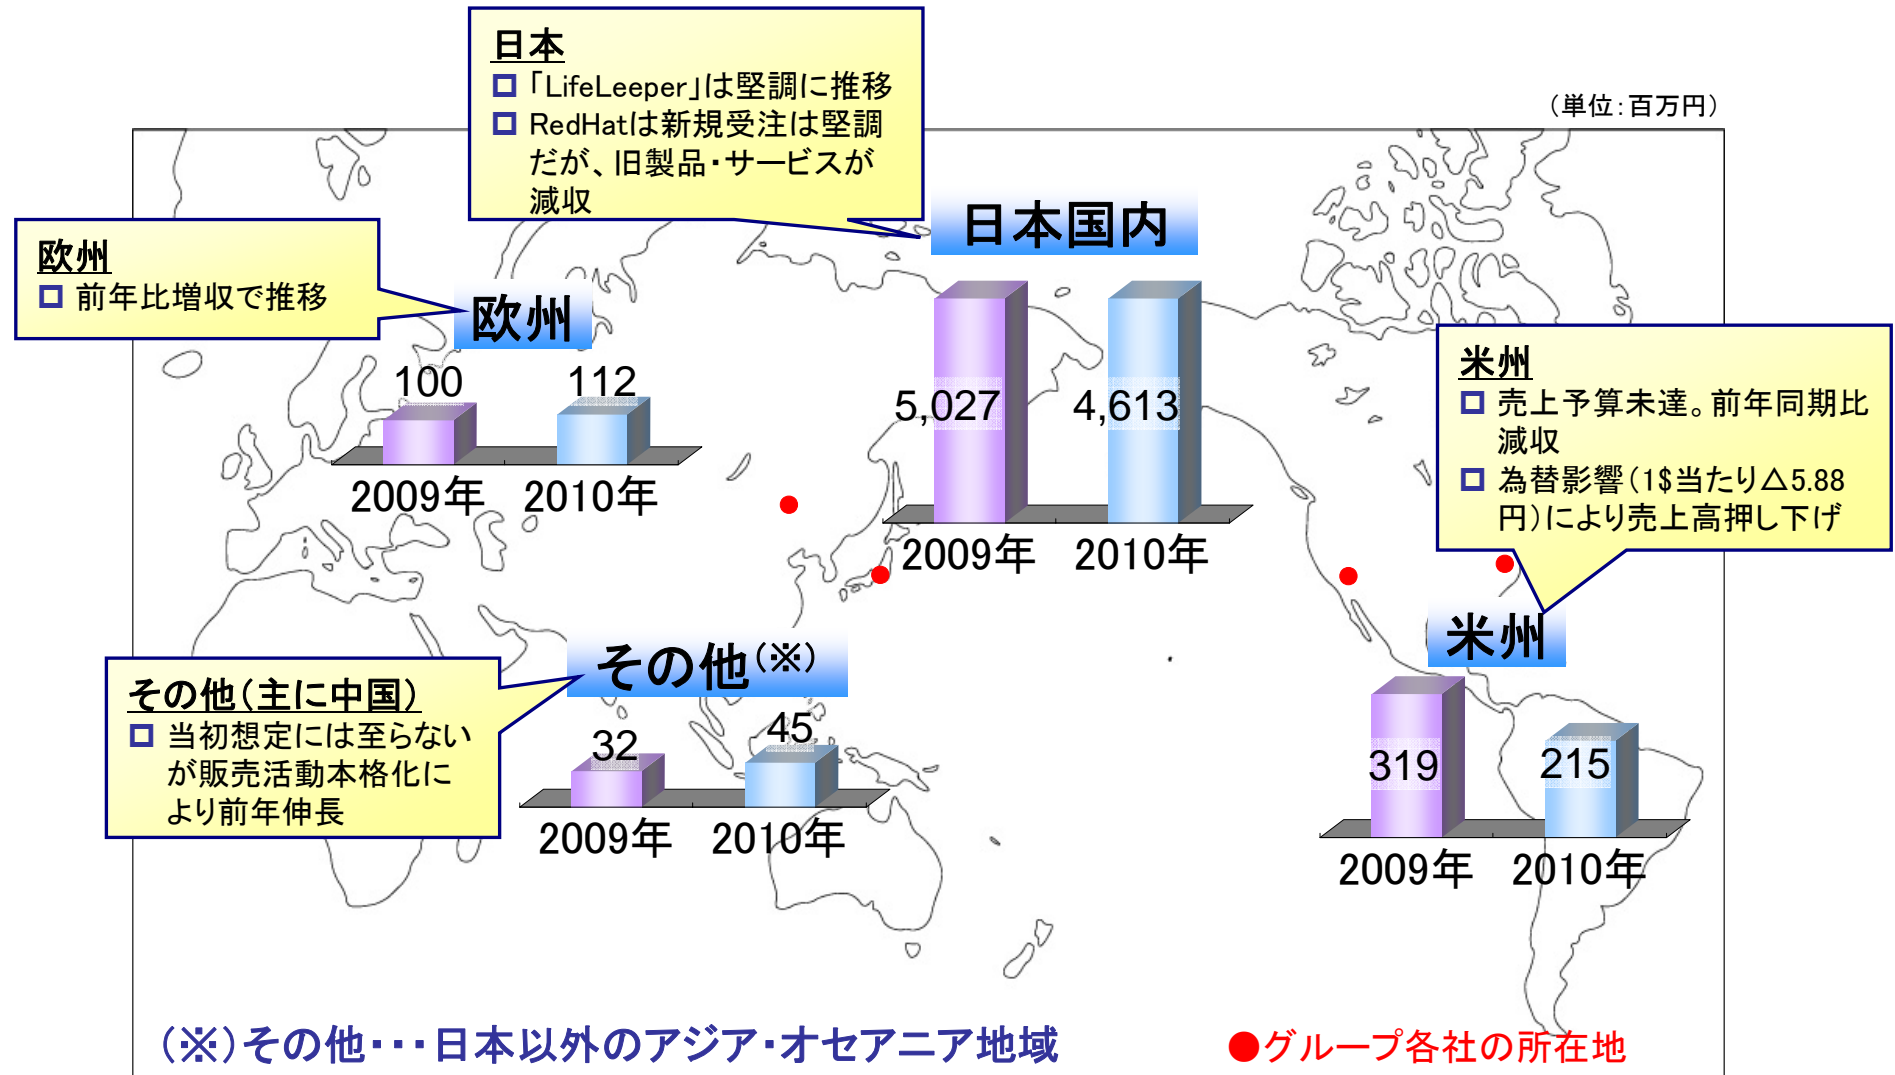 日本
「LifeLeeper」は堅調に推移
RedHatは新規受注は堅調
だが、旧製品・サービスが
減収
（単位：百万円）
欧州
前年比増収で推移
日本国内
欧州
100
112
2009年
2010年
5,027
4,613
2009年
2010年
米州
売上予算未達。前年同期比
減収
為替影響（1$当たり△5.88
円）により売上高押し下げ
その他（主に中国）
当初想定には至らない
が販売活動本格化に
より前年伸長
その他（※）
32
45
2009年
2010年
米州
319
215
2009年
2010年
（※）その他・・・日本以外のアジア・オセアニア地域
●グループ各社の所在地